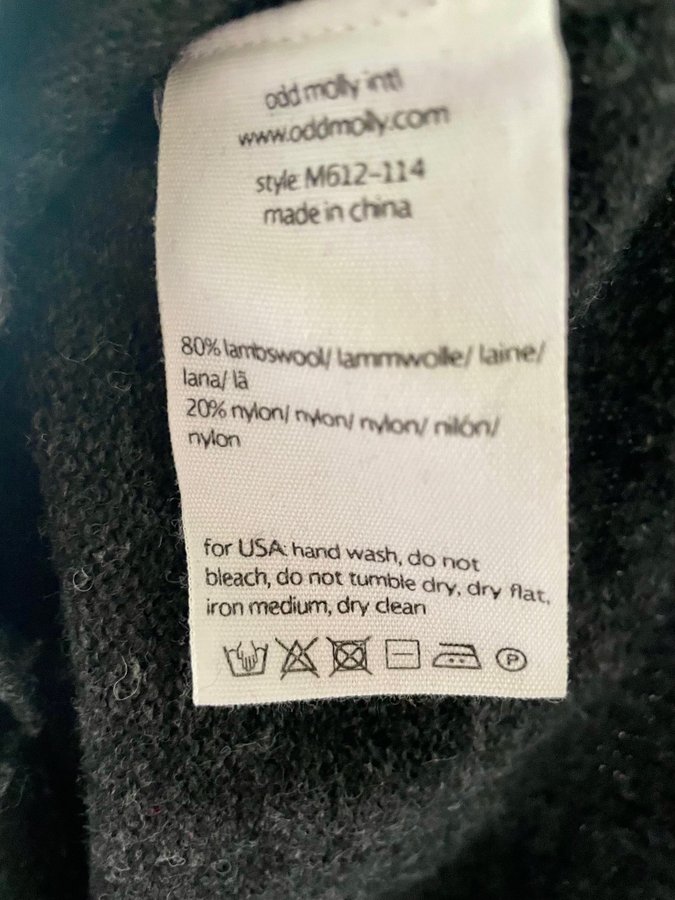 odd molly intl
www.oddmolly.com
style: M612-114
made in china
80% lambswool/ lammwolle/ laine/
lana/ lã
20% nylon/ nylon/ nylon/ nilón/
nylon
for USA: hand wash, do not
bleach, do not tumble dry, dry flat,
iron medium, dry clean
P